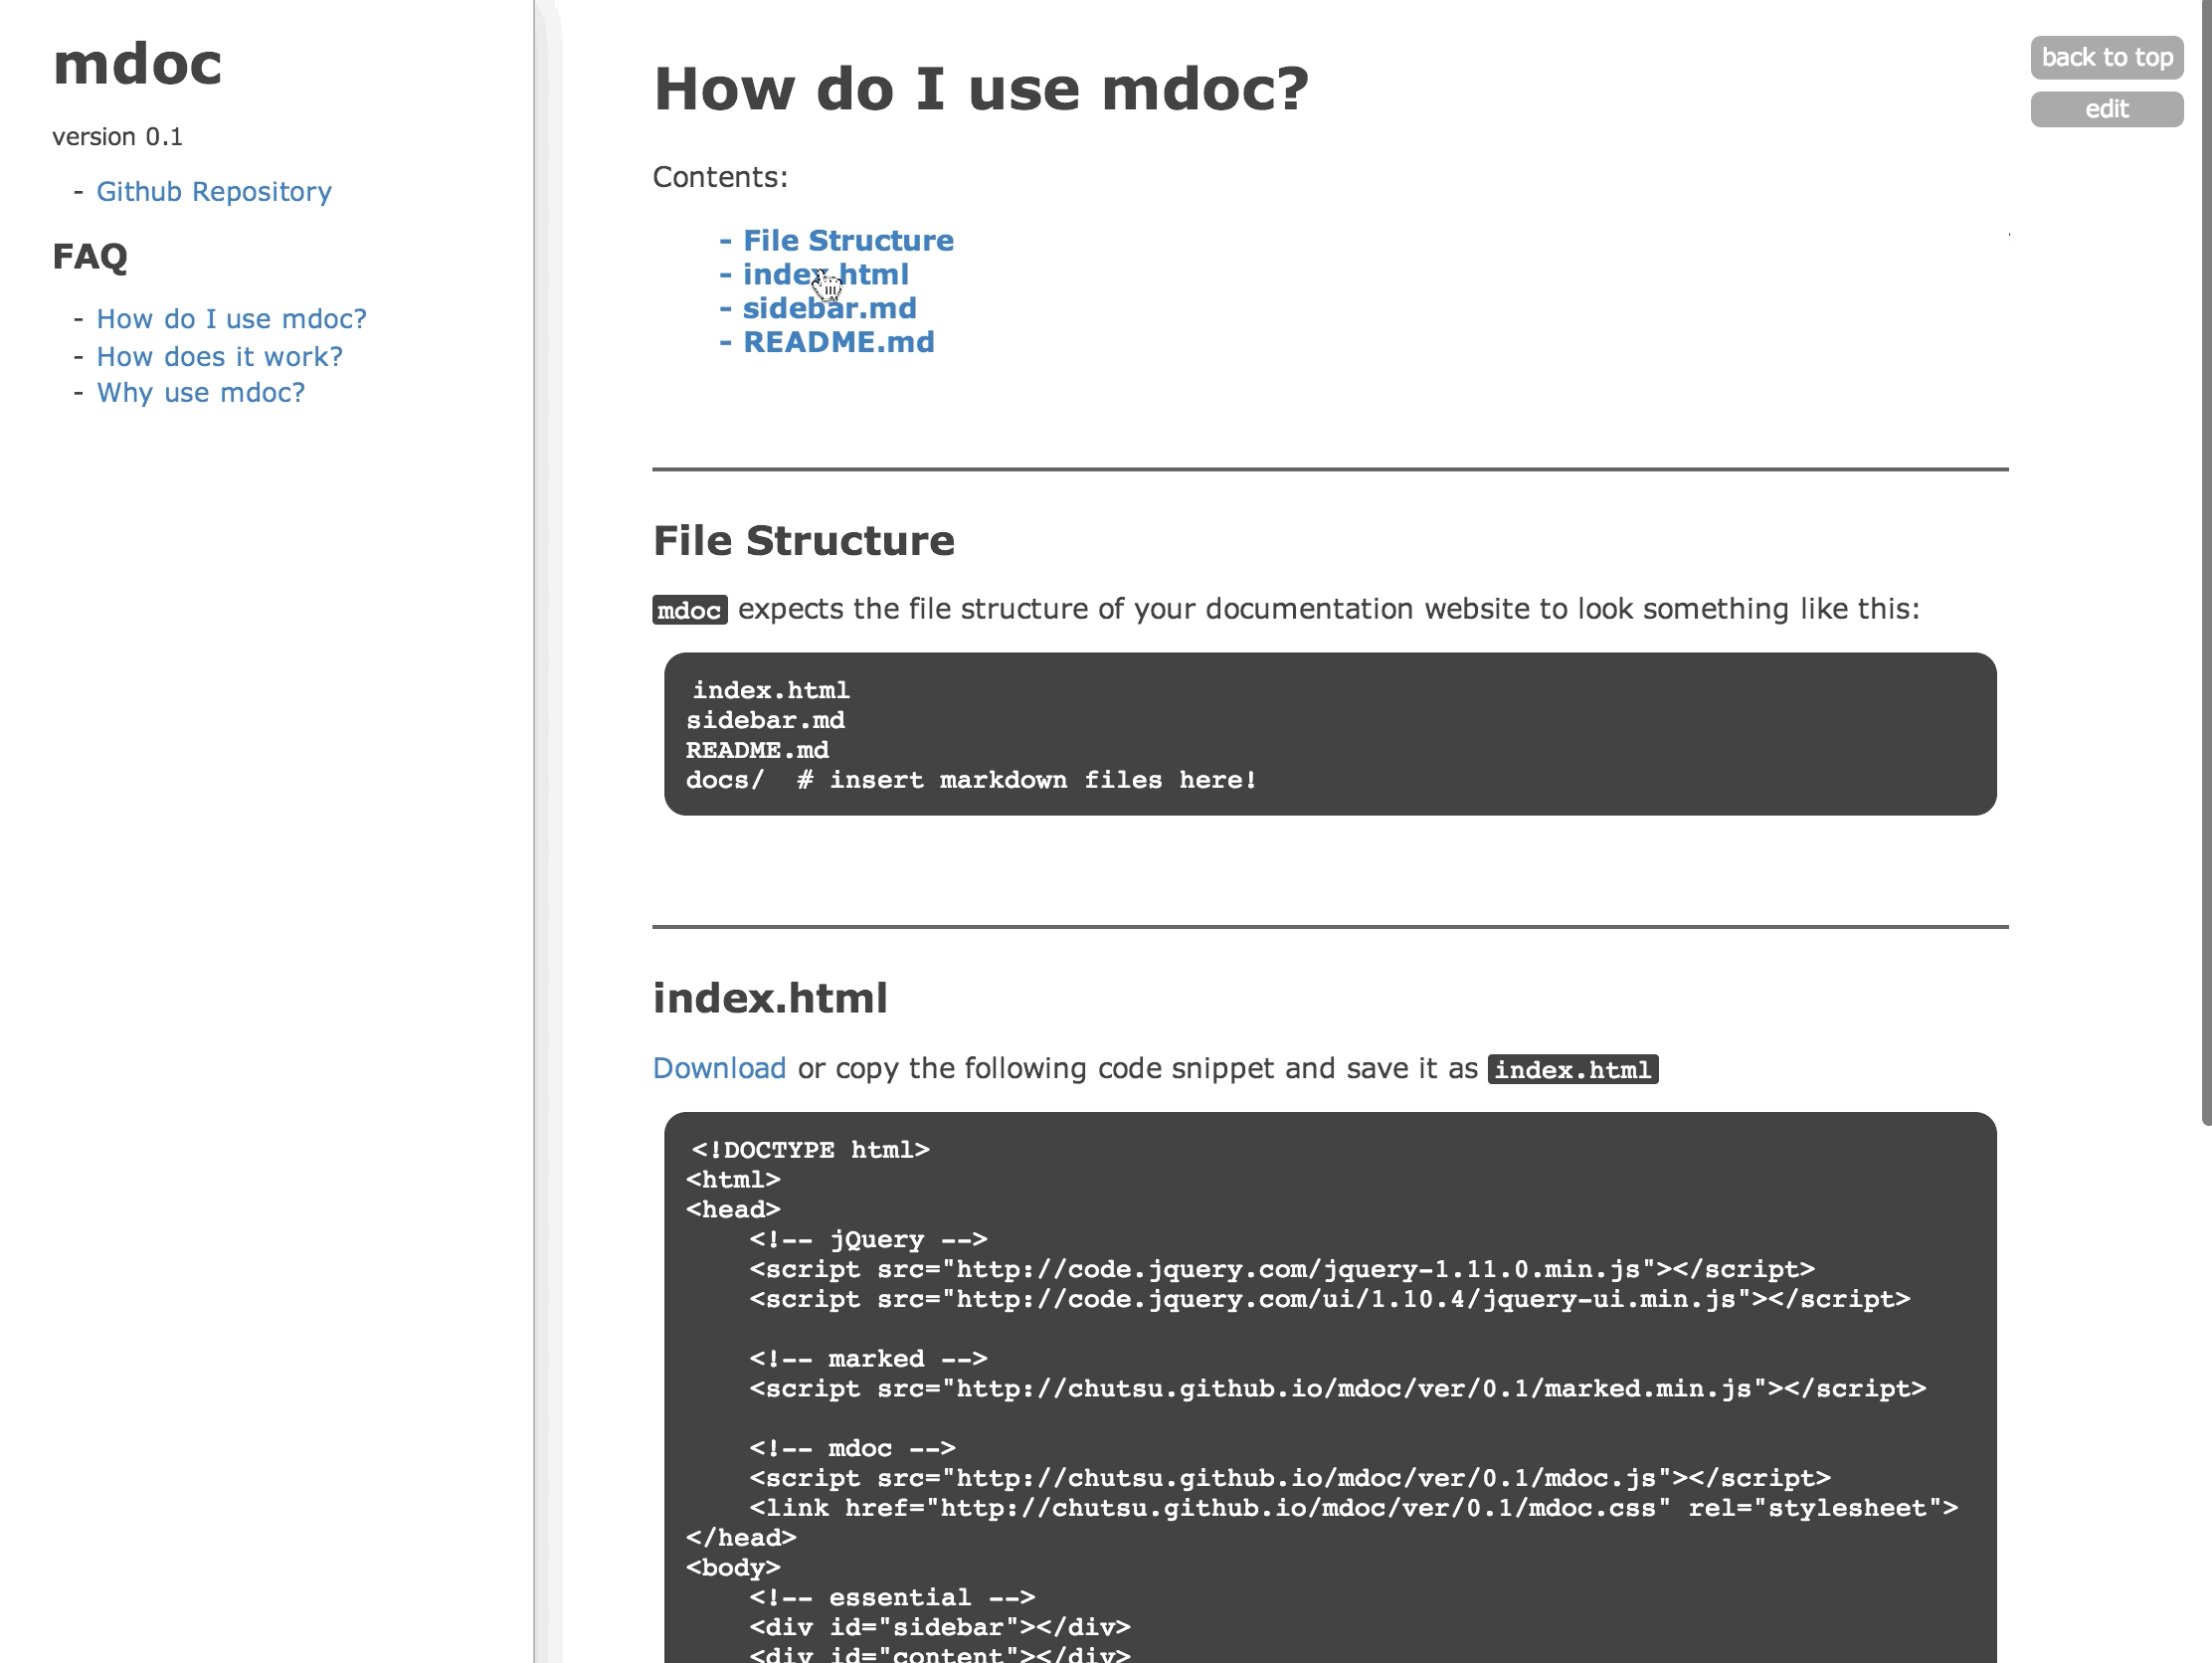 mdoc
version 0.1
- Github Repository
FAQ
- How do I use mdoc?
- How does it work?
- Why use mdoc?
How do I use mdoc?
Contents:
- File Structure
- index.html
- sidebar.md
- README.md
File Structure
mdoc expects the file structure of your documentation website to look something like this:
index.html
sidebar.md
README.md
docs/  # insert markdown files here!
index.html
Download or copy the following code snippet and save it as index.html
<!DOCTYPE html>
<html>
<head>
    <!-- jQuery -->
    <script src="http://code.jquery.com/jquery-1.11.0.min.js"></script>
    <script src="http://code.jquery.com/ui/1.10.4/jquery-ui.min.js"></script>
    <!-- marked -->
    <script src="http://chutsu.github.io/mdoc/ver/0.1/marked.min.js"></script>
    <!-- mdoc -->
    <script src="http://chutsu.github.io/mdoc/ver/0.1/mdoc.js"></script>
    <link href="http://chutsu.github.io/mdoc/ver/0.1/mdoc.css" rel="stylesheet">
</head>
<body>
    <!-- essential -->
    <div id="sidebar"></div>
    <div id="content"></div>
back to top
edit